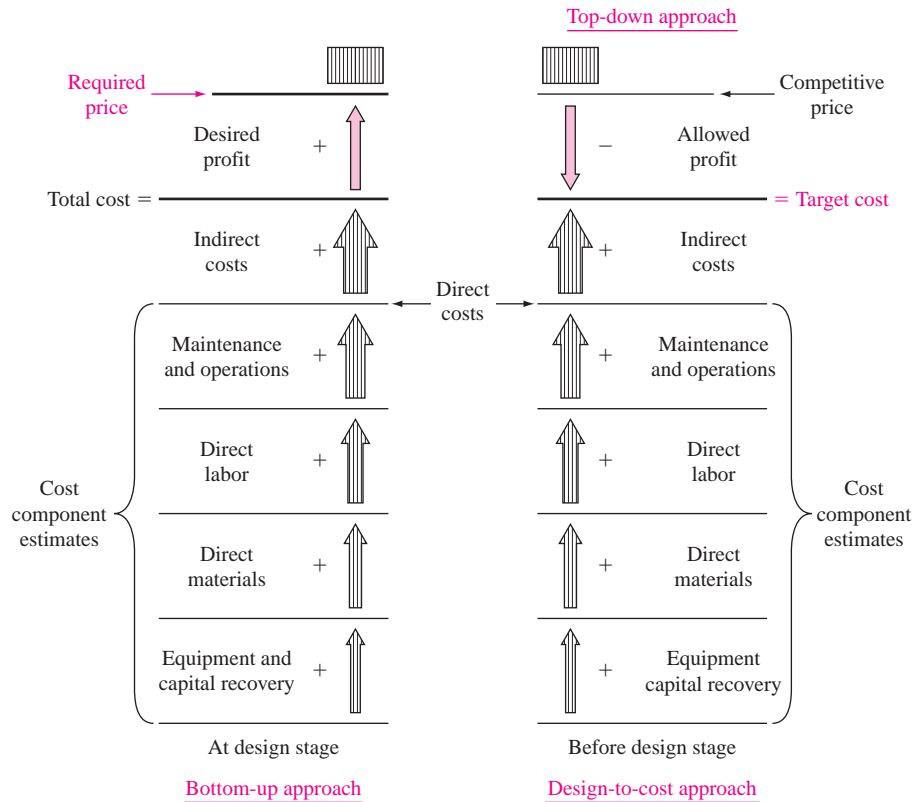 Top-down approach
Required
price
Competitive
price
Desired
profit
+
−
Allowed
profit
Total cost =
= Target cost
Indirect
costs
+
+
Indirect
costs
Direct
costs
Maintenance
and operations
+
+
Maintenance
and operations
Direct
labor
+
+
Direct
labor
Cost
component
estimates
Cost
component
estimates
Direct
materials
+
+
Direct
materials
Equipment and
capital recovery
+
+
Equipment
capital recovery
At design stage
Before design stage
Bottom-up approach
Design-to-cost approach